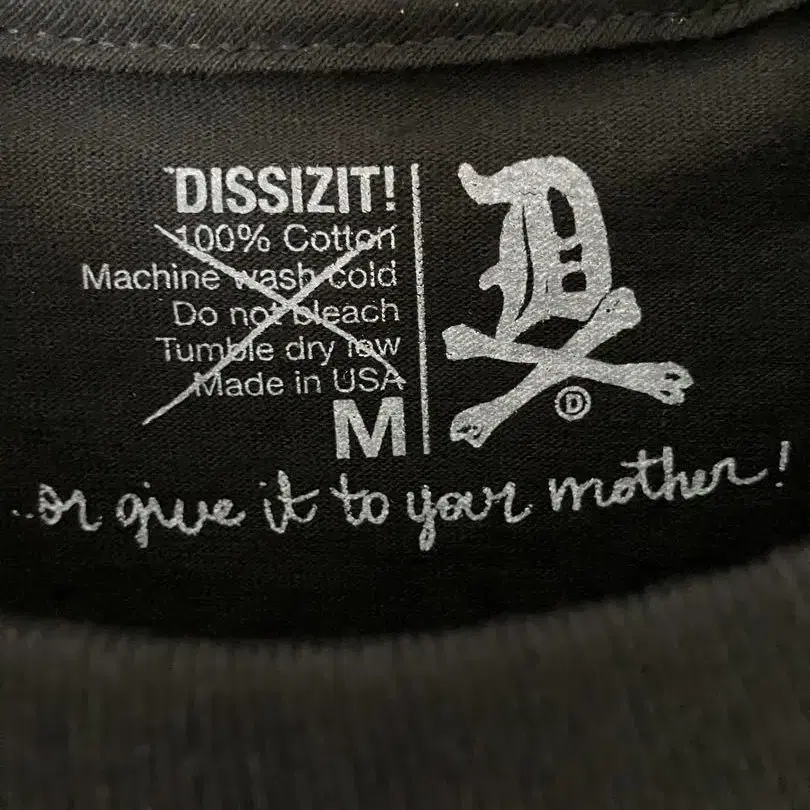 DISSIZIT!
100% Cotton
Machine wash cold
Do not bleach
Tumble dry low
Made in USA
M
D
D
...or give it to your mother!